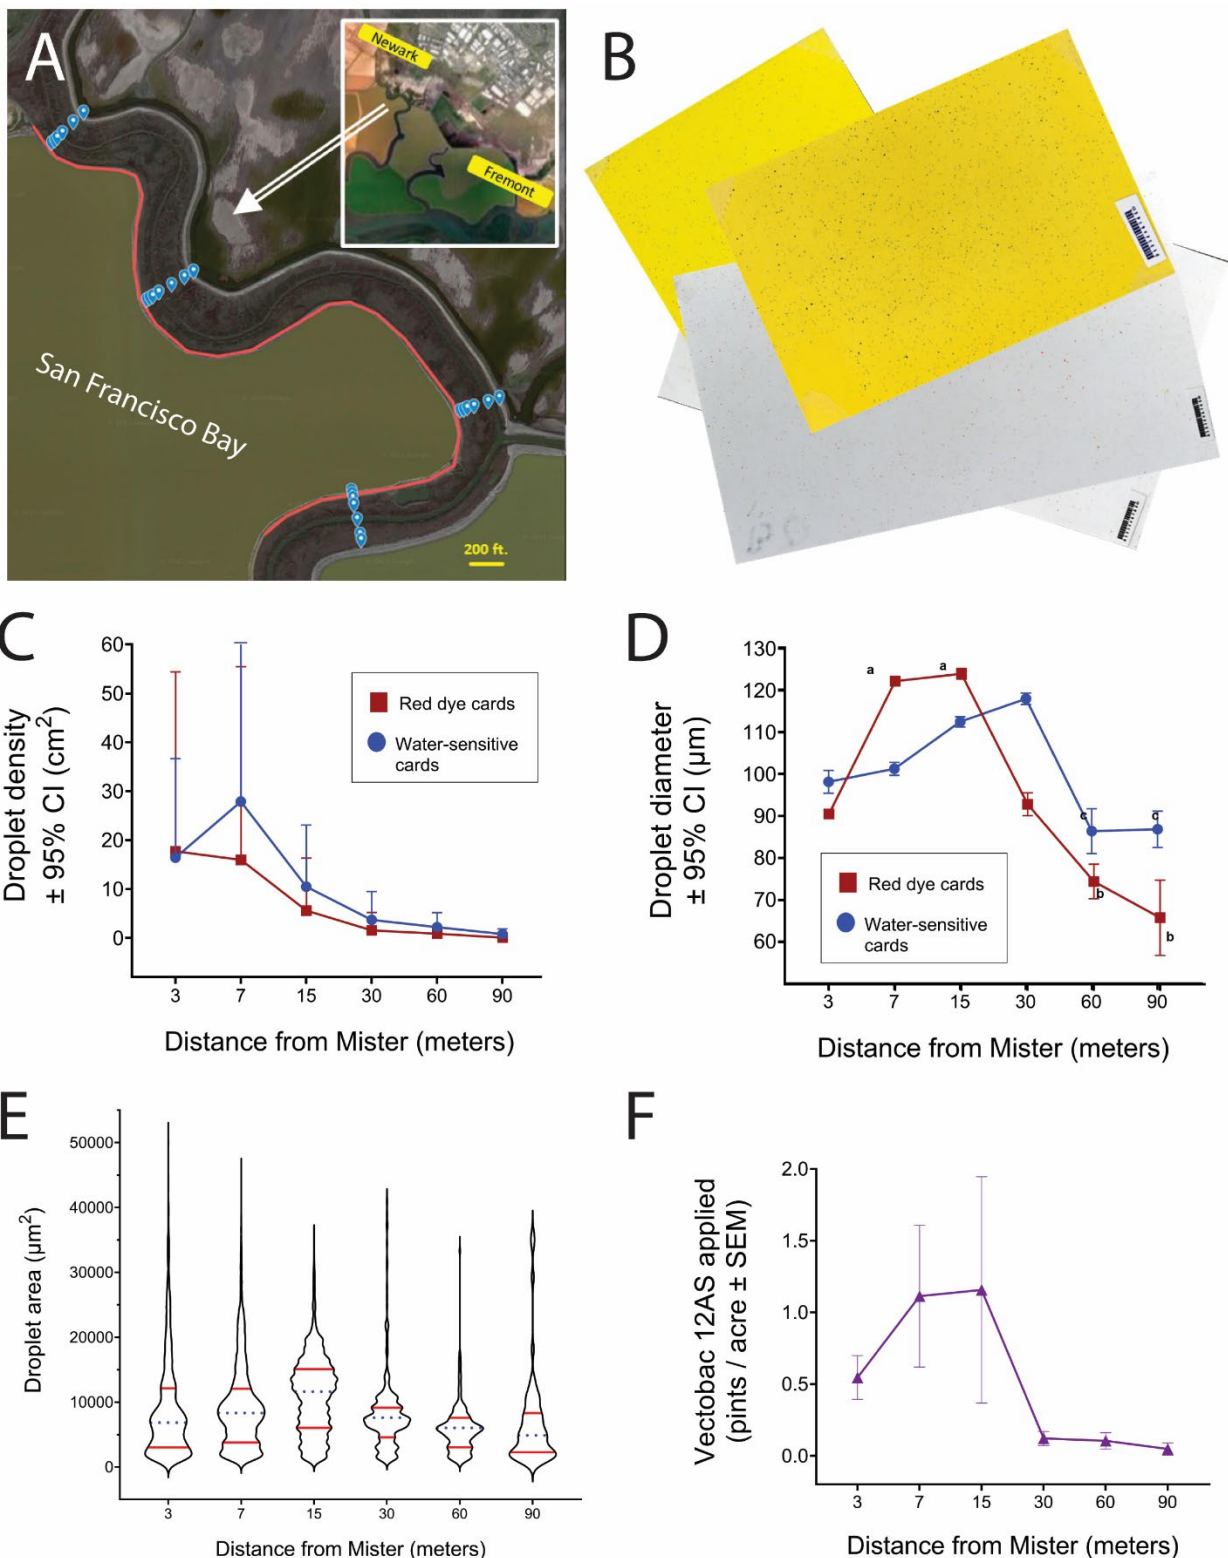 A
Newark
Fremont
San Francisco Bay
200 ft.
B
C
Droplet density
± 95% CI (cm2)
60
50
40
30
20
10
0
Red dye cards
Water-sensitive
cards
3 7 15 30 60 90
Distance from Mister (meters)
D
Droplet diameter
± 95% CI (µm)
130
120
110
100
90
80
70
60
a a
c c
b
b
Red dye cards
Water-sensitive
cards
3 7 15 30 60 90
Distance from Mister (meters)
E
Droplet area (µm2)
50000
40000
30000
20000
10000
0
3 7 15 30 60 90
Distance from Mister (meters)
F
Vectobac 12AS applied
(pints / acre ± SEM)
2.0
1.5
1.0
0.5
0.0
3 7 15 30 60 90
Distance from Mister (meters)